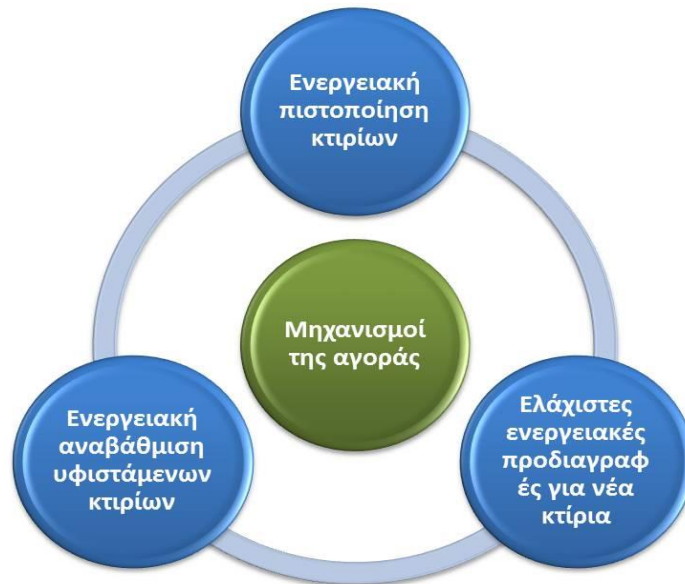 Ενεργειακή
πιστοποίηση
κτιρίων
Μηχανισμοί
της αγοράς
Ενεργειακή
αναβάθμιση
υφιστάμενων
κτιρίων
Ελάχιστες
ενεργειακές
προδιαγραφ
ές για νέα
κτίρια